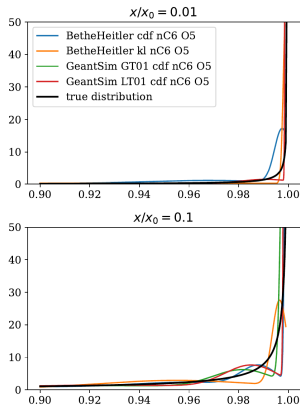 x/x₀ = 0.01
50
40
30
20
10
0
BetheHeitler cdf nC6 O5
BetheHeitler kl nC6 O5
GeantSim GT01 cdf nC6 O5
GeantSim LT01 cdf nC6 O5
true distribution
0.90 0.92 0.94 0.96 0.98 1.00
x/x₀ = 0.1
50
40
30
20
10
0
0.90 0.92 0.94 0.96 0.98 1.00